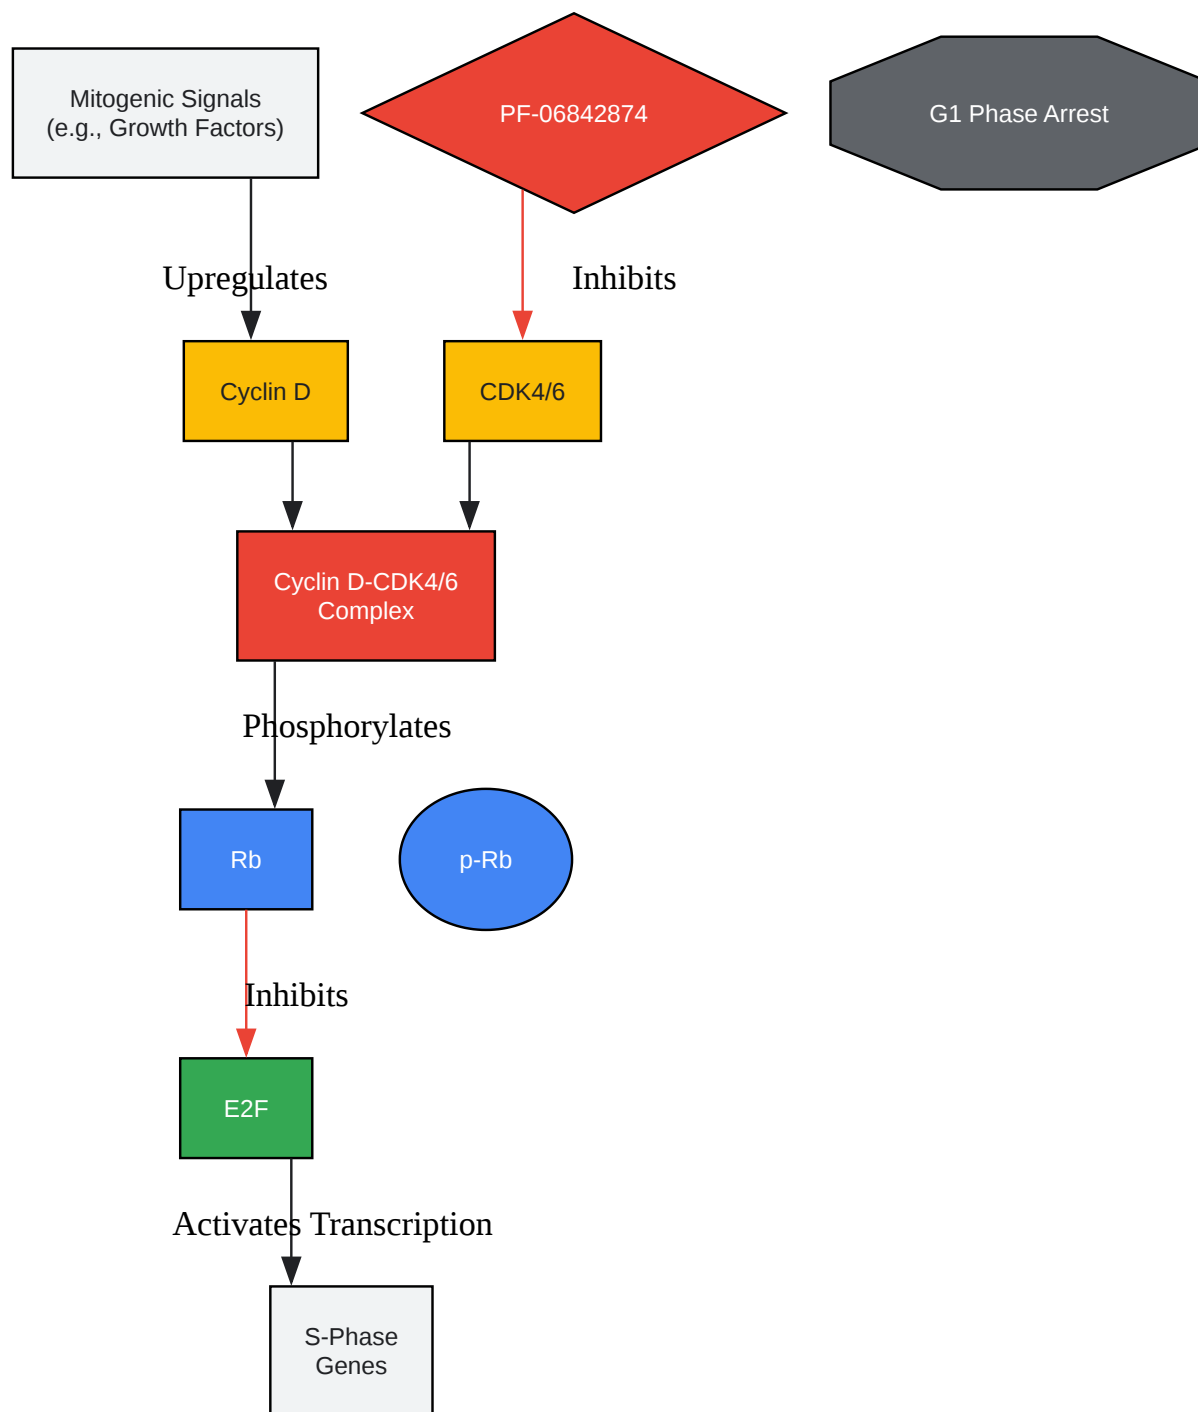 Mitogenic Signals
(e.g., Growth Factors)
PF-06842874
G1 Phase Arrest
Upregulates
Inhibits
Cyclin D
CDK4/6
Cyclin D-CDK4/6
Complex
Phosphorylates
Rb
p-Rb
Inhibits
E2F
Activates Transcription
S-Phase
Genes